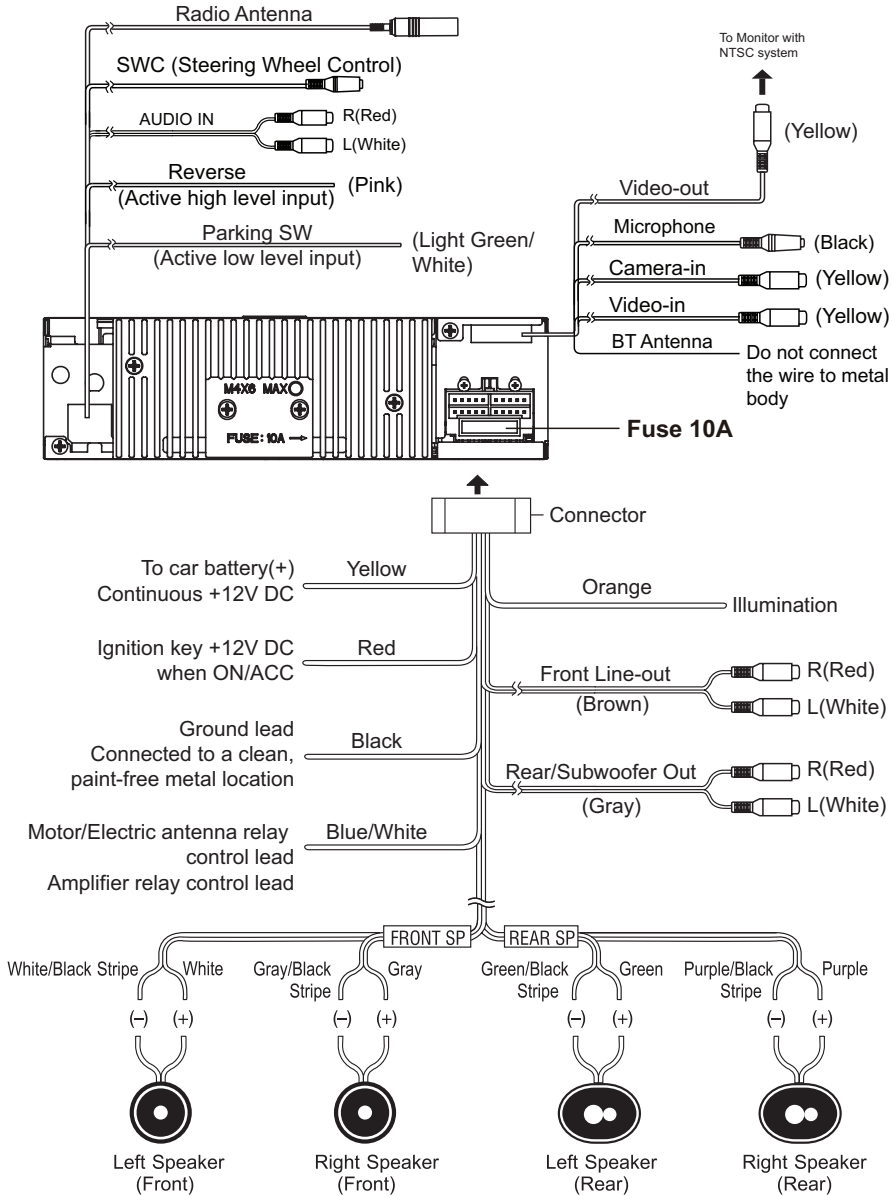 Radio Antenna
SWC (Steering Wheel Control)
AUDIO IN
R(Red)
L(White)
Reverse
(Active high level input)
(Pink)
Parking SW
(Active low level input)
(Light Green/
White)
To Monitor with
NTSC system
(Yellow)
Video-out
Microphone
(Black)
Camera-in
(Yellow)
Video-in
(Yellow)
BT Antenna
Do not connect
the wire to metal
body
M4X6 MAX
FUSE: 10A →
Fuse 10A
Connector
To car battery(+)
Continuous +12V DC
Yellow
Orange
Illumination
Ignition key +12V DC
when ON/ACC
Red
Front Line-out
(Brown)
R(Red)
L(White)
Ground lead
Connected to a clean,
paint-free metal location
Black
Rear/Subwoofer Out
(Gray)
R(Red)
L(White)
Motor/Electric antenna relay
control lead
Amplifier relay control lead
Blue/White
FRONT SP
REAR SP
White/Black Stripe
White
Gray/Black
Stripe
Gray
Green/Black
Stripe
Green
Purple/Black
Stripe
Purple
(−) (+)
(−) (+)
(−) (+)
(−) (+)
Left Speaker
(Front)
Right Speaker
(Front)
Left Speaker
(Rear)
Right Speaker
(Rear)